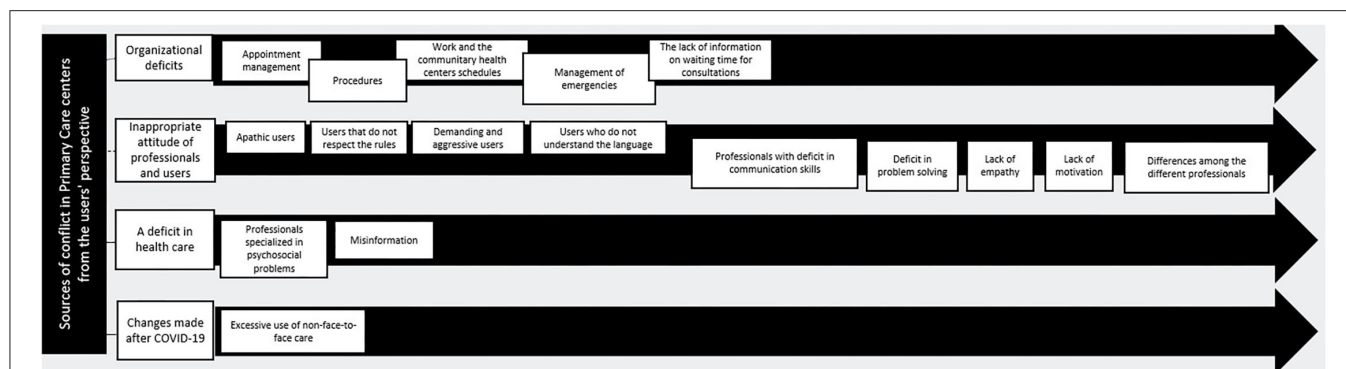 Sources of conflict in Primary Care centers
from the users' perspective
Organizational
deficits
Appointment
management
Procedures
Work and the
communitary health
centers schedules
Management of
emergencies
The lack of information
on waiting time for
consultations
Inappropriate
attitude of
professionals
and users
Apathic users
Users that do not
respect the rules
Demanding and
aggressive users
Users who do not
understand the language
Professionals with deficit in
communication skills
Deficit in
problem solving
Lack of
empathy
Lack of
motivation
Differences among the
different professionals
A deficit in
health care
Professionals
specialized in
psychosocial
problems
Misinformation
Changes made
after COVID-19
Excessive use of non-face-to-
face care